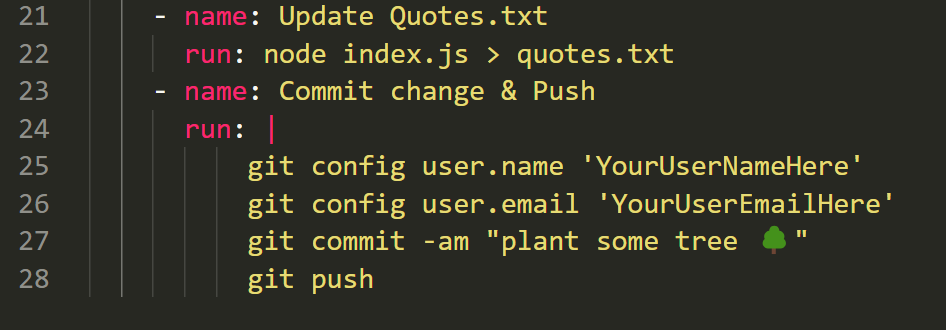 21 - name: Update Quotes.txt
22 run: node index.js > quotes.txt
23 - name: Commit change & Push
24 run: |
25 git config user.name 'YourUserNameHere'
26 git config user.email 'YourUserEmailHere'
27 git commit -am "plant some tree 🌳"
28 git push